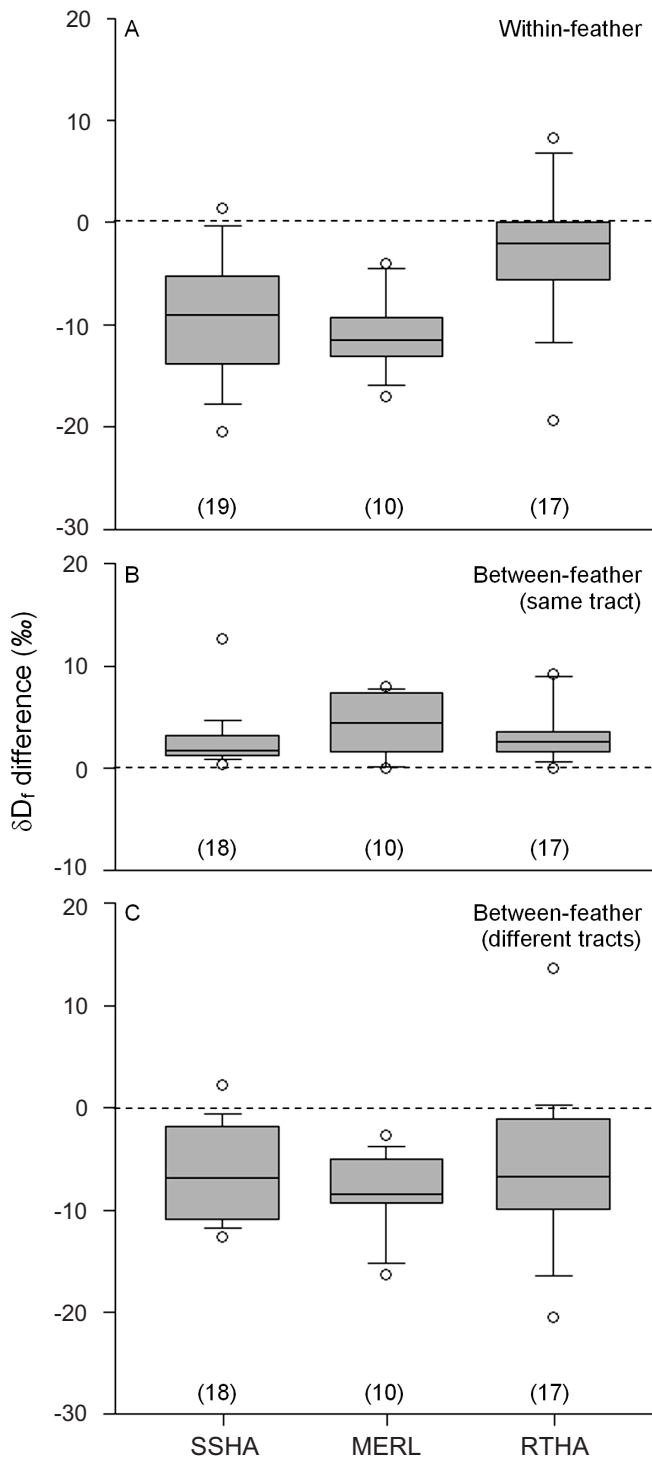 A Within-feather
20
10
0
-10
-20
-30
(19) (10) (17)
B Between-feather
(same tract)
20
10
0
-10
(18) (10) (17)
δDf difference (‰)
C Between-feather
(different tracts)
20
10
0
-10
-20
-30
(18) (10) (17)
SSHA MERL RTHA